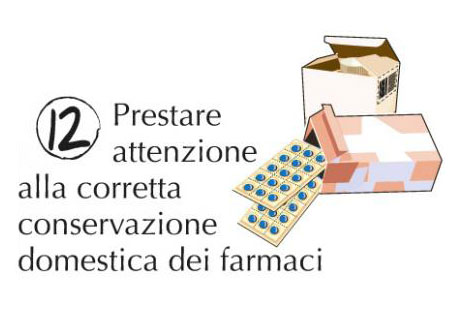 12 Prestare
attenzione
alla corretta
conservazione
domestica dei farmaci